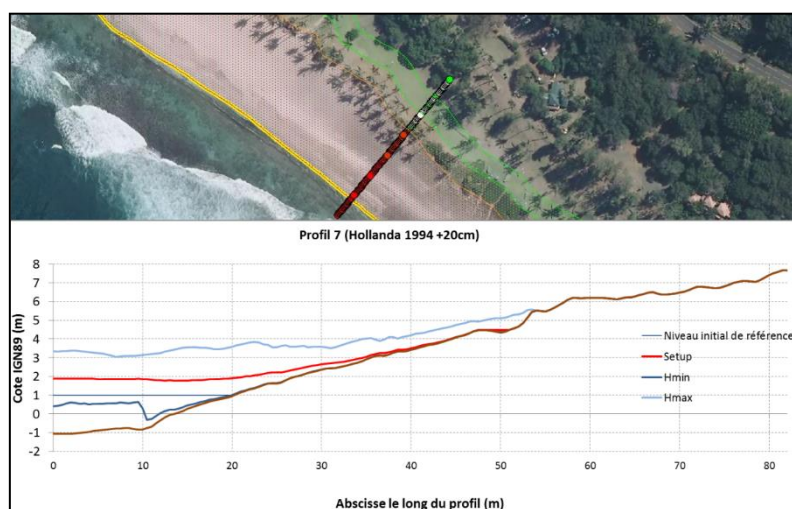 Profil 7 (Hollanda 1994 +20cm)
Cote IGN89 (m)
8
7
6
5
4
3
2
1
0
-1
-2
Niveau initial de référence
Setup
Hmin
Hmax
0 10 20 30 40 50 60 70 80
Abscisse le long du profil (m)